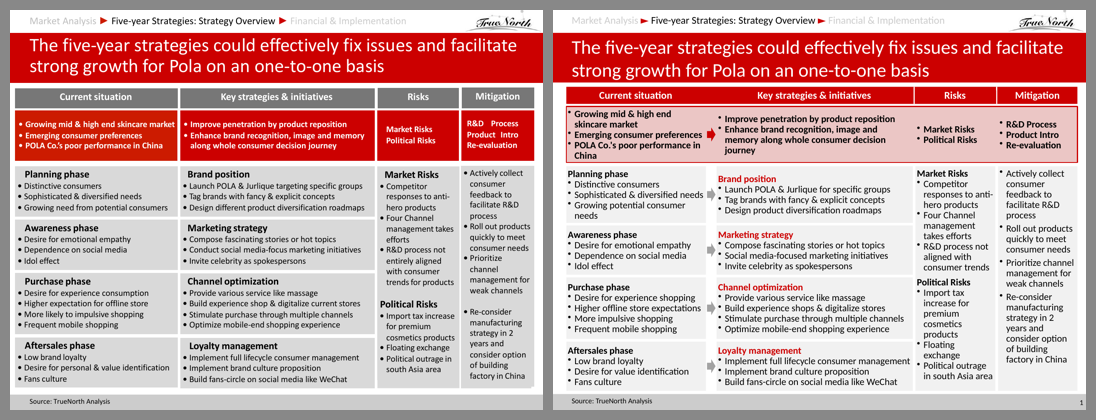 Market Analysis ► Five-year Strategies: Strategy Overview ► Financial & Implementation
TrueNorth
The five-year strategies could effectively fix issues and facilitate
strong growth for Pola on an one-to-one basis
Current situation
Key strategies & initiatives
Risks
Mitigation
• Growing mid & high end skincare market
• Emerging consumer preferences
• POLA Co.'s poor performance in China
• Improve penetration by product reposition
• Enhance brand recognition, image and memory
along whole consumer decision journey
Market Risks
Political Risks
R&D Process
Product Intro
Re-evaluation
Planning phase
• Distinctive consumers
• Sophisticated & diversified needs
• Growing need from potential consumers
Brand position
• Launch POLA & Jurlique targeting specific groups
• Tag brands with fancy & explicit concepts
• Design different product diversification roadmaps
Awareness phase
• Desire for emotional empathy
• Dependence on social media
• Idol effect
Marketing strategy
• Compose fascinating stories or hot topics
• Conduct social media-focus marketing initiatives
• Invite celebrity as spokespersons
Purchase phase
• Desire for experience consumption
• Higher expectation for offline store
• More likely to impulsive shopping
• Frequent mobile shopping
Channel optimization
• Provide various service like massage
• Build experience shop & digitalize current stores
• Stimulate purchase through multiple channels
• Optimize mobile-end shopping experience
Aftersales phase
• Low brand loyalty
• Desire for personal & value identification
• Fans culture
Loyalty management
• Implement full lifecycle consumer management
• Implement brand culture proposition
• Build fans-circle on social media like WeChat
Market Risks
• Competitor
responses to anti-
hero products
• Four Channel
management takes
efforts
• R&D process not
entirely aligned
with consumer
trends for products
Political Risks
• Import tax increase
for premium
cosmetics products
• Floating exchange
• Political outrage in
south Asia area
• Actively collect
consumer
feedback to
facilitate R&D
process
• Roll out products
quickly to meet
consumer needs
• Prioritize
channel
management for
weak channels
• Re-consider
manufacturing
strategy in 2
years and
consider option
of building
factory in China
Source: TrueNorth Analysis
Market Analysis ► Five-year Strategies: Strategy Overview ► Financial & Implementation
TrueNorth
The five-year strategies could effectively fix issues and facilitate
strong growth for Pola on an one-to-one basis
Current situation
Key strategies & initiatives
Risks
Mitigation
• Growing mid & high end
skincare market
• Emerging consumer preferences
• POLA Co.'s poor performance in
China
• Improve penetration by product reposition
• Enhance brand recognition, image and
memory along whole consumer decision
journey
• Market Risks
• Political Risks
• R&D Process
• Product Intro
• Re-evaluation
Planning phase
• Distinctive consumers
• Sophisticated & diversified needs
• Growing potential consumer
needs
Brand position
• Launch POLA & Jurlique for specific groups
• Tag brands with fancy & explicit concepts
• Design product diversification roadmaps
Awareness phase
• Desire for emotional empathy
• Dependence on social media
• Idol effect
Marketing strategy
• Compose fascinating stories or hot topics
• Social media-focused marketing initiatives
• Invite celebrity as spokespersons
Purchase phase
• Desire for experience shopping
• Higher offline store expectations
• More impulsive shopping
• Frequent mobile shopping
Channel optimization
• Provide various service like massage
• Build experience shops & digitalize stores
• Stimulate purchase through multiple channels
• Optimize mobile-end shopping experience
Aftersales phase
• Low brand loyalty
• Desire for value identification
• Fans culture
Loyalty management
• Implement full lifecycle consumer management
• Implement brand culture proposition
• Build fans-circle on social media like WeChat
Market Risks
• Competitor
responses to anti-
hero products
• Four Channel
management
takes efforts
• R&D process not
aligned with
consumer trends
Political Risks
• Import tax
increase for
premium
cosmetics
products
• Floating
exchange
• Political outrage
in south Asia area
• Actively collect
consumer
feedback to
facilitate R&D
process
• Roll out products
quickly to meet
consumer needs
• Prioritize channel
management for
weak channels
• Re-consider
manufacturing
strategy in 2
years and
consider option
of building
factory in China
Source: TrueNorth Analysis
1